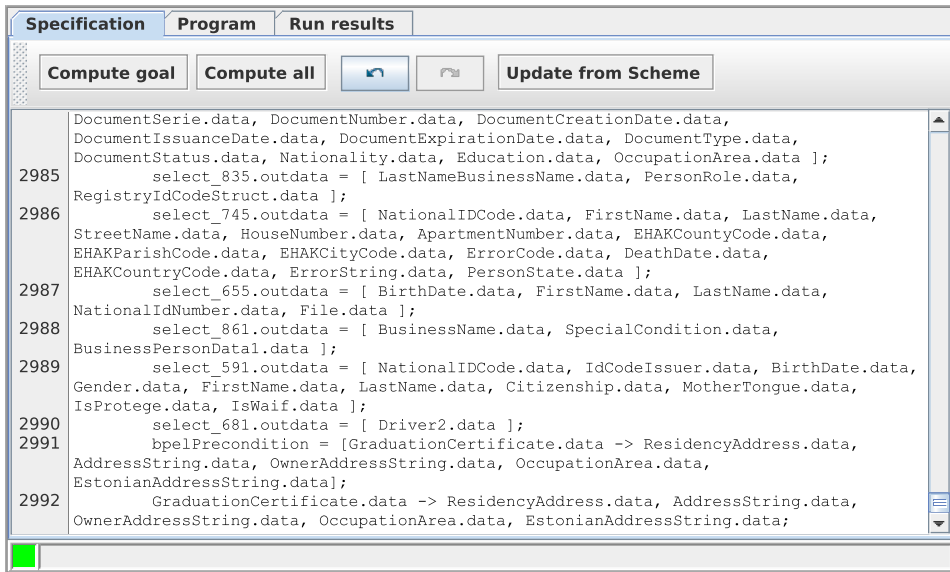 Specification Program Run results
Compute goal Compute all Update from Scheme
DocumentSerie.data, DocumentNumber.data, DocumentCreationDate.data,
DocumentIssuanceDate.data, DocumentExpirationDate.data, DocumentType.data,
DocumentStatus.data, Nationality.data, Education.data, OccupationArea.data ];
2985 select_835.outdata = [ LastNameBusinessName.data, PersonRole.data,
RegistryIdCodeStruct.data ];
2986 select_745.outdata = [ NationalIDCode.data, FirstName.data, LastName.data,
StreetName.data, HouseNumber.data, ApartmentNumber.data, EHAKCountyCode.data,
EHAKParishCode.data, EHAKCityCode.data, ErrorCode.data, DeathDate.data,
EHAKCountryCode.data, ErrorString.data, PersonState.data ];
2987 select_655.outdata = [ BirthDate.data, FirstName.data, LastName.data,
NationalIdNumber.data, File.data ];
2988 select_861.outdata = [ BusinessName.data, SpecialCondition.data,
BusinessPersonData1.data ];
2989 select_591.outdata = [ NationalIDCode.data, IdCodeIssuer.data, BirthDate.data,
Gender.data, FirstName.data, LastName.data, Citizenship.data, MotherTongue.data,
IsProtege.data, IsWaif.data ];
2990 select_681.outdata = [ Driver2.data ];
2991 bpelPrecondition = [GraduationCertificate.data -> ResidencyAddress.data,
AddressString.data, OwnerAddressString.data, OccupationArea.data,
EstonianAddressString.data];
2992 GraduationCertificate.data -> ResidencyAddress.data, AddressString.data,
OwnerAddressString.data, OccupationArea.data, EstonianAddressString.data;